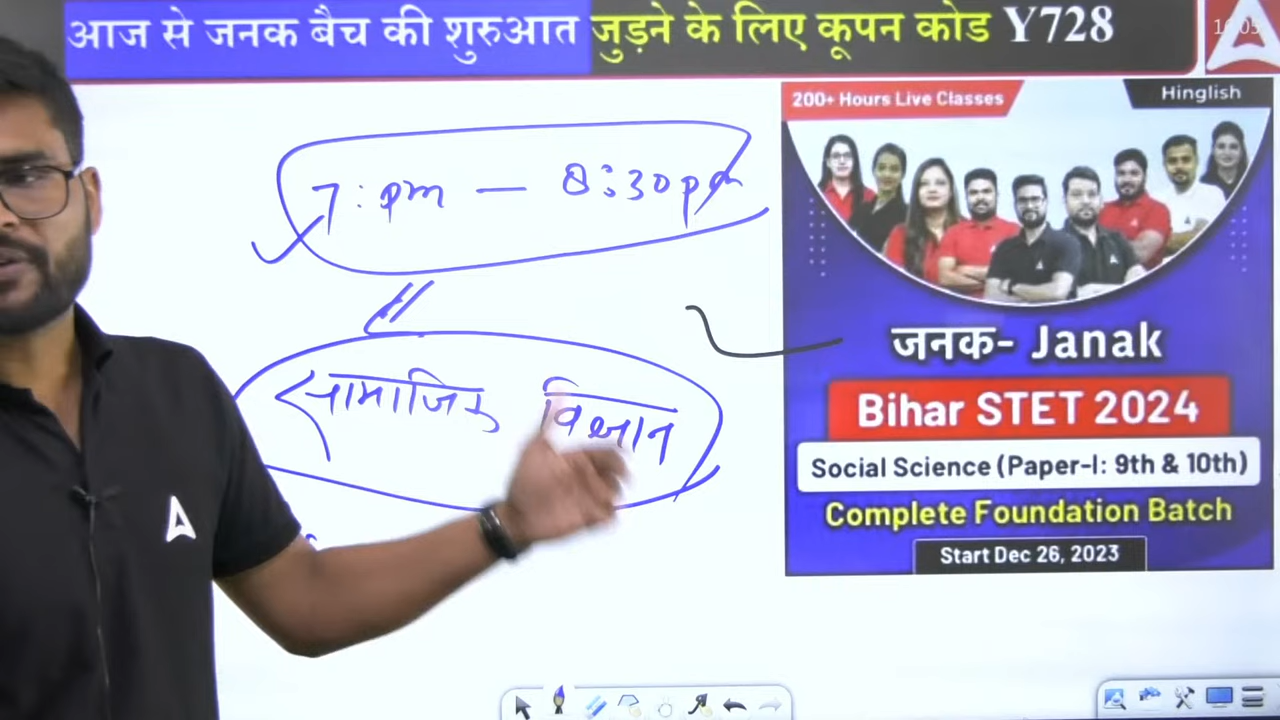 आज से जनक बैच की शुरुआत जुड़ने के लिए कूपन कोड Y728
200+ Hours Live Classes
Hinglish
7:pm — 8:30pm
जनक- Janak
सामाजिक विज्ञान
Bihar STET 2024
Social Science (Paper-I: 9th & 10th)
Complete Foundation Batch
Start Dec 26, 2023